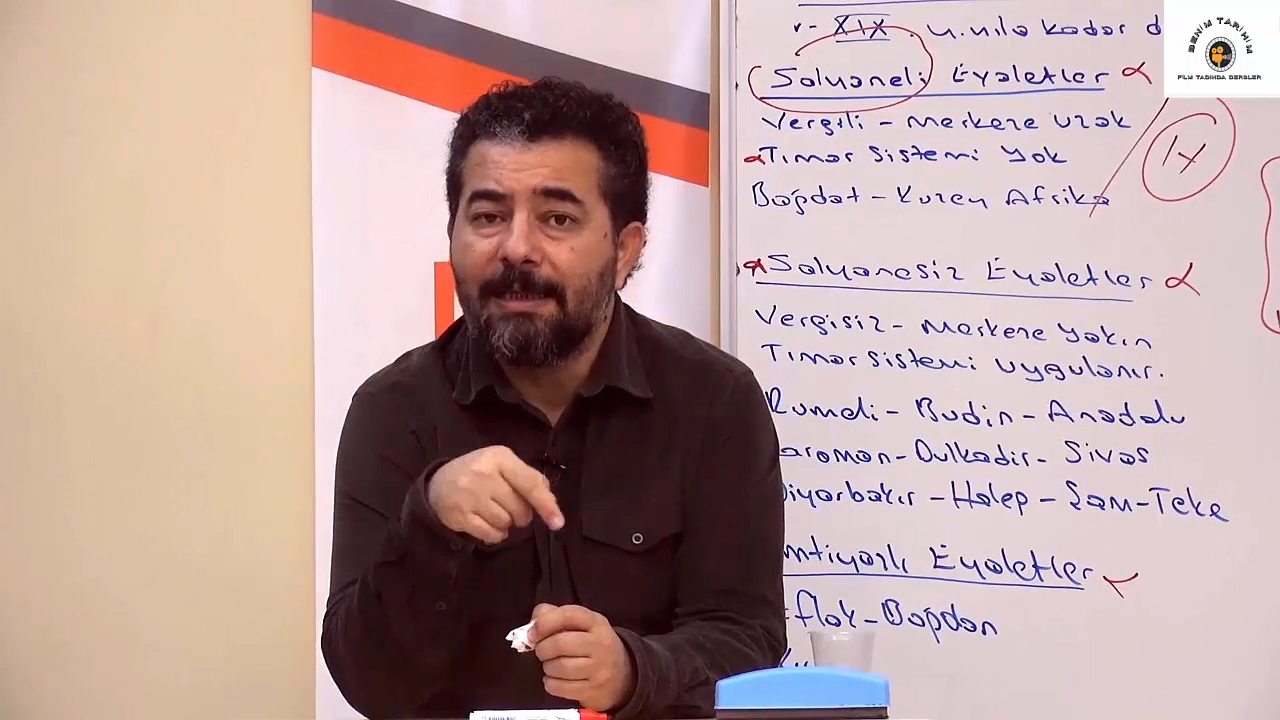 XIX. y.yıla kadar d
Salyaneli Eyaletler
Vergili - Merkeze uzak
Tımar sistemi yok
Bağdat - Kuzey Afrika
1x
Salyanesiz Eyaletler
Vergisiz - Merkeze yakın
Tımar sistemi uygulanır.
Rumeli - Budin - Anadolu
araman - Dulkadir - Sivas
Diyarbakır - Halep - Şam - Teke
mtiyazlı Eyaletler
Eflak - Boğdan
BENİM TARİHİM
FİLM TADINDA DERSLER